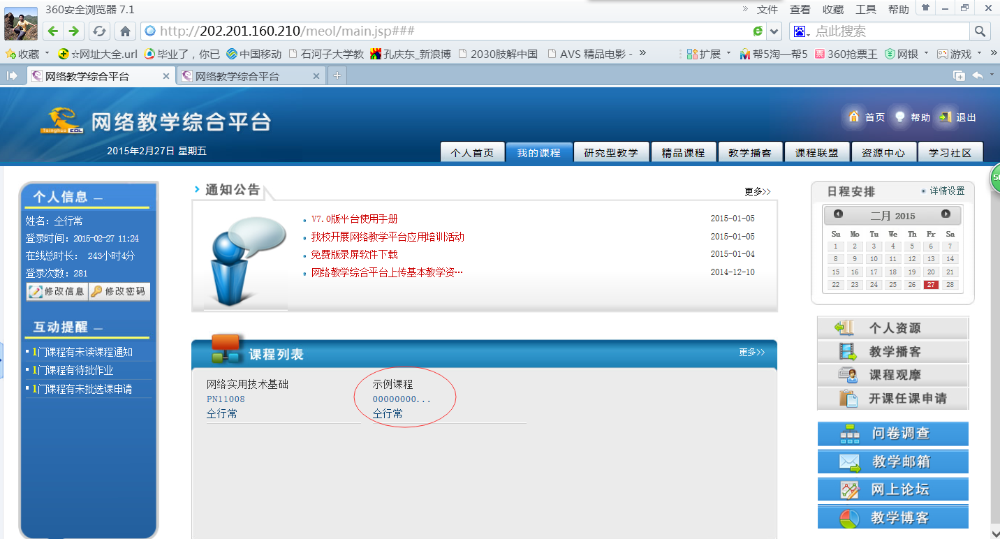 360安全浏览器 7.1
» 文件 查看 收藏 工具 帮助
http://202.201.160.210/meol/main.jsp###
点此搜索
收藏 ☆网址大全.url 毕业了，你已 中国移动 石河子大学教 孔庆东_新浪博 2030肢解中国 AVS 精品电影 - » 扩展 帮5淘—帮5 360抢票王 网银 游戏 »
网络教学综合平台 网络教学综合平台
Tsinghua COL
网络教学综合平台
首页 帮助 退出
2015年2月27日 星期五
个人首页 我的课程 研究型教学 精品课程 教学播客 课程联盟 资源中心 学习社区
个人信息
姓名：仝行常
登录时间：2015-02-27 11:24
在线总时长： 243小时4分
登录次数：281
修改信息 修改密码
互动提醒
1门课程有未读课程通知
1门课程有待批作业
1门课程有未批选课申请
通知公告
更多>>
V7.0版平台使用手册 2015-01-05
我校开展网络教学平台应用培训活动 2015-01-05
免费版录屏软件下载 2015-01-04
网络教学综合平台上传基本教学资… 2014-12-10
课程列表
更多>>
网络实用技术基础
PN11008
仝行常
示例课程
00000000...
仝行常
日程安排
详情设置
二月 2015
Su Mo Tu We Th Fr Sa
1 2 3 4 5 6 7
8 9 10 11 12 13 14
15 16 17 18 19 20 21
22 23 24 25 26 27 28
个人资源
教学播客
课程观摩
开课任课申请
问卷调查
教学邮箱
网上论坛
教学博客